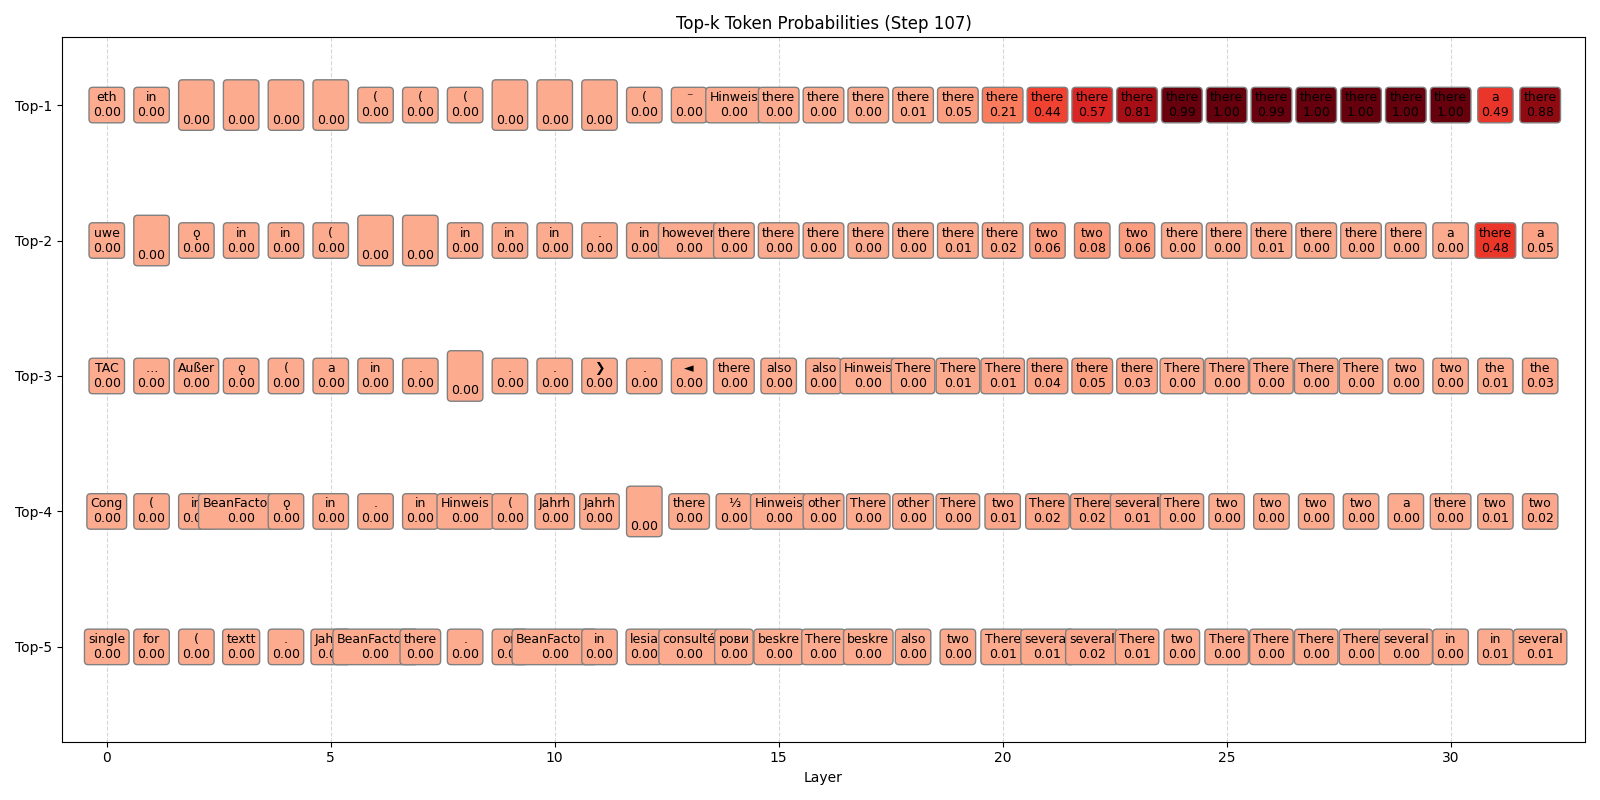 Top-k Token Probabilities (Step 107)
eth in ( ( ( ( ⁻ Hinweis there there there there there there there there there there there there there there there there a there
Top-1
0.00 0.00 0.00 0.00 0.00 0.00 0.00 0.00 0.00 0.00 0.00 0.00 0.00 0.00 0.00 0.00 0.00 0.00 0.01 0.05 0.21 0.44 0.57 0.81 0.99 1.00 0.99 1.00 1.00 1.00 1.00 0.49 0.88
uwe ǫ in in ( in in in . in however there there there there there there there two two two there there there there there there a there a
Top-2
0.00 0.00 0.00 0.00 0.00 0.00 0.00 0.00 0.00 0.00 0.00 0.00 0.00 0.00 0.00 0.00 0.00 0.00 0.00 0.01 0.02 0.06 0.08 0.06 0.00 0.00 0.01 0.00 0.00 0.00 0.00 0.48 0.05
TAC … Außer ǫ ( a in . . . ❯ . ◄ there also also Hinweis There There There there there there There There There There There two two the the
Top-3
0.00 0.00 0.00 0.00 0.00 0.00 0.00 0.00 0.00 0.00 0.00 0.00 0.00 0.00 0.00 0.00 0.00 0.00 0.00 0.01 0.01 0.04 0.05 0.03 0.00 0.00 0.00 0.00 0.00 0.00 0.00 0.01 0.03
Cong ( in BeanFacto ǫ in . in Hinweis ( Jahrh Jahrh there ⅓ Hinweis other There other There two There There several There two two two two a there two two
Top-4
0.00 0.00 0.00 0.00 0.00 0.00 0.00 0.00 0.00 0.00 0.00 0.00 0.00 0.00 0.00 0.00 0.00 0.00 0.00 0.00 0.01 0.02 0.02 0.01 0.00 0.00 0.00 0.00 0.00 0.00 0.00 0.01 0.02
single for ( textt . Jah BeanFacto there . BeanFacto in lesia consulté рови beskre There beskre also two There several several There two There There There There several in in several
Top-5
0.00 0.00 0.00 0.00 0.00 0.00 0.00 0.00 0.00 0.00 0.00 0.00 0.00 0.00 0.00 0.00 0.00 0.00 0.00 0.01 0.01 0.02 0.01 0.00 0.00 0.00 0.00 0.00 0.00 0.00 0.01 0.01
0 5 10 15 20 25 30
Layer